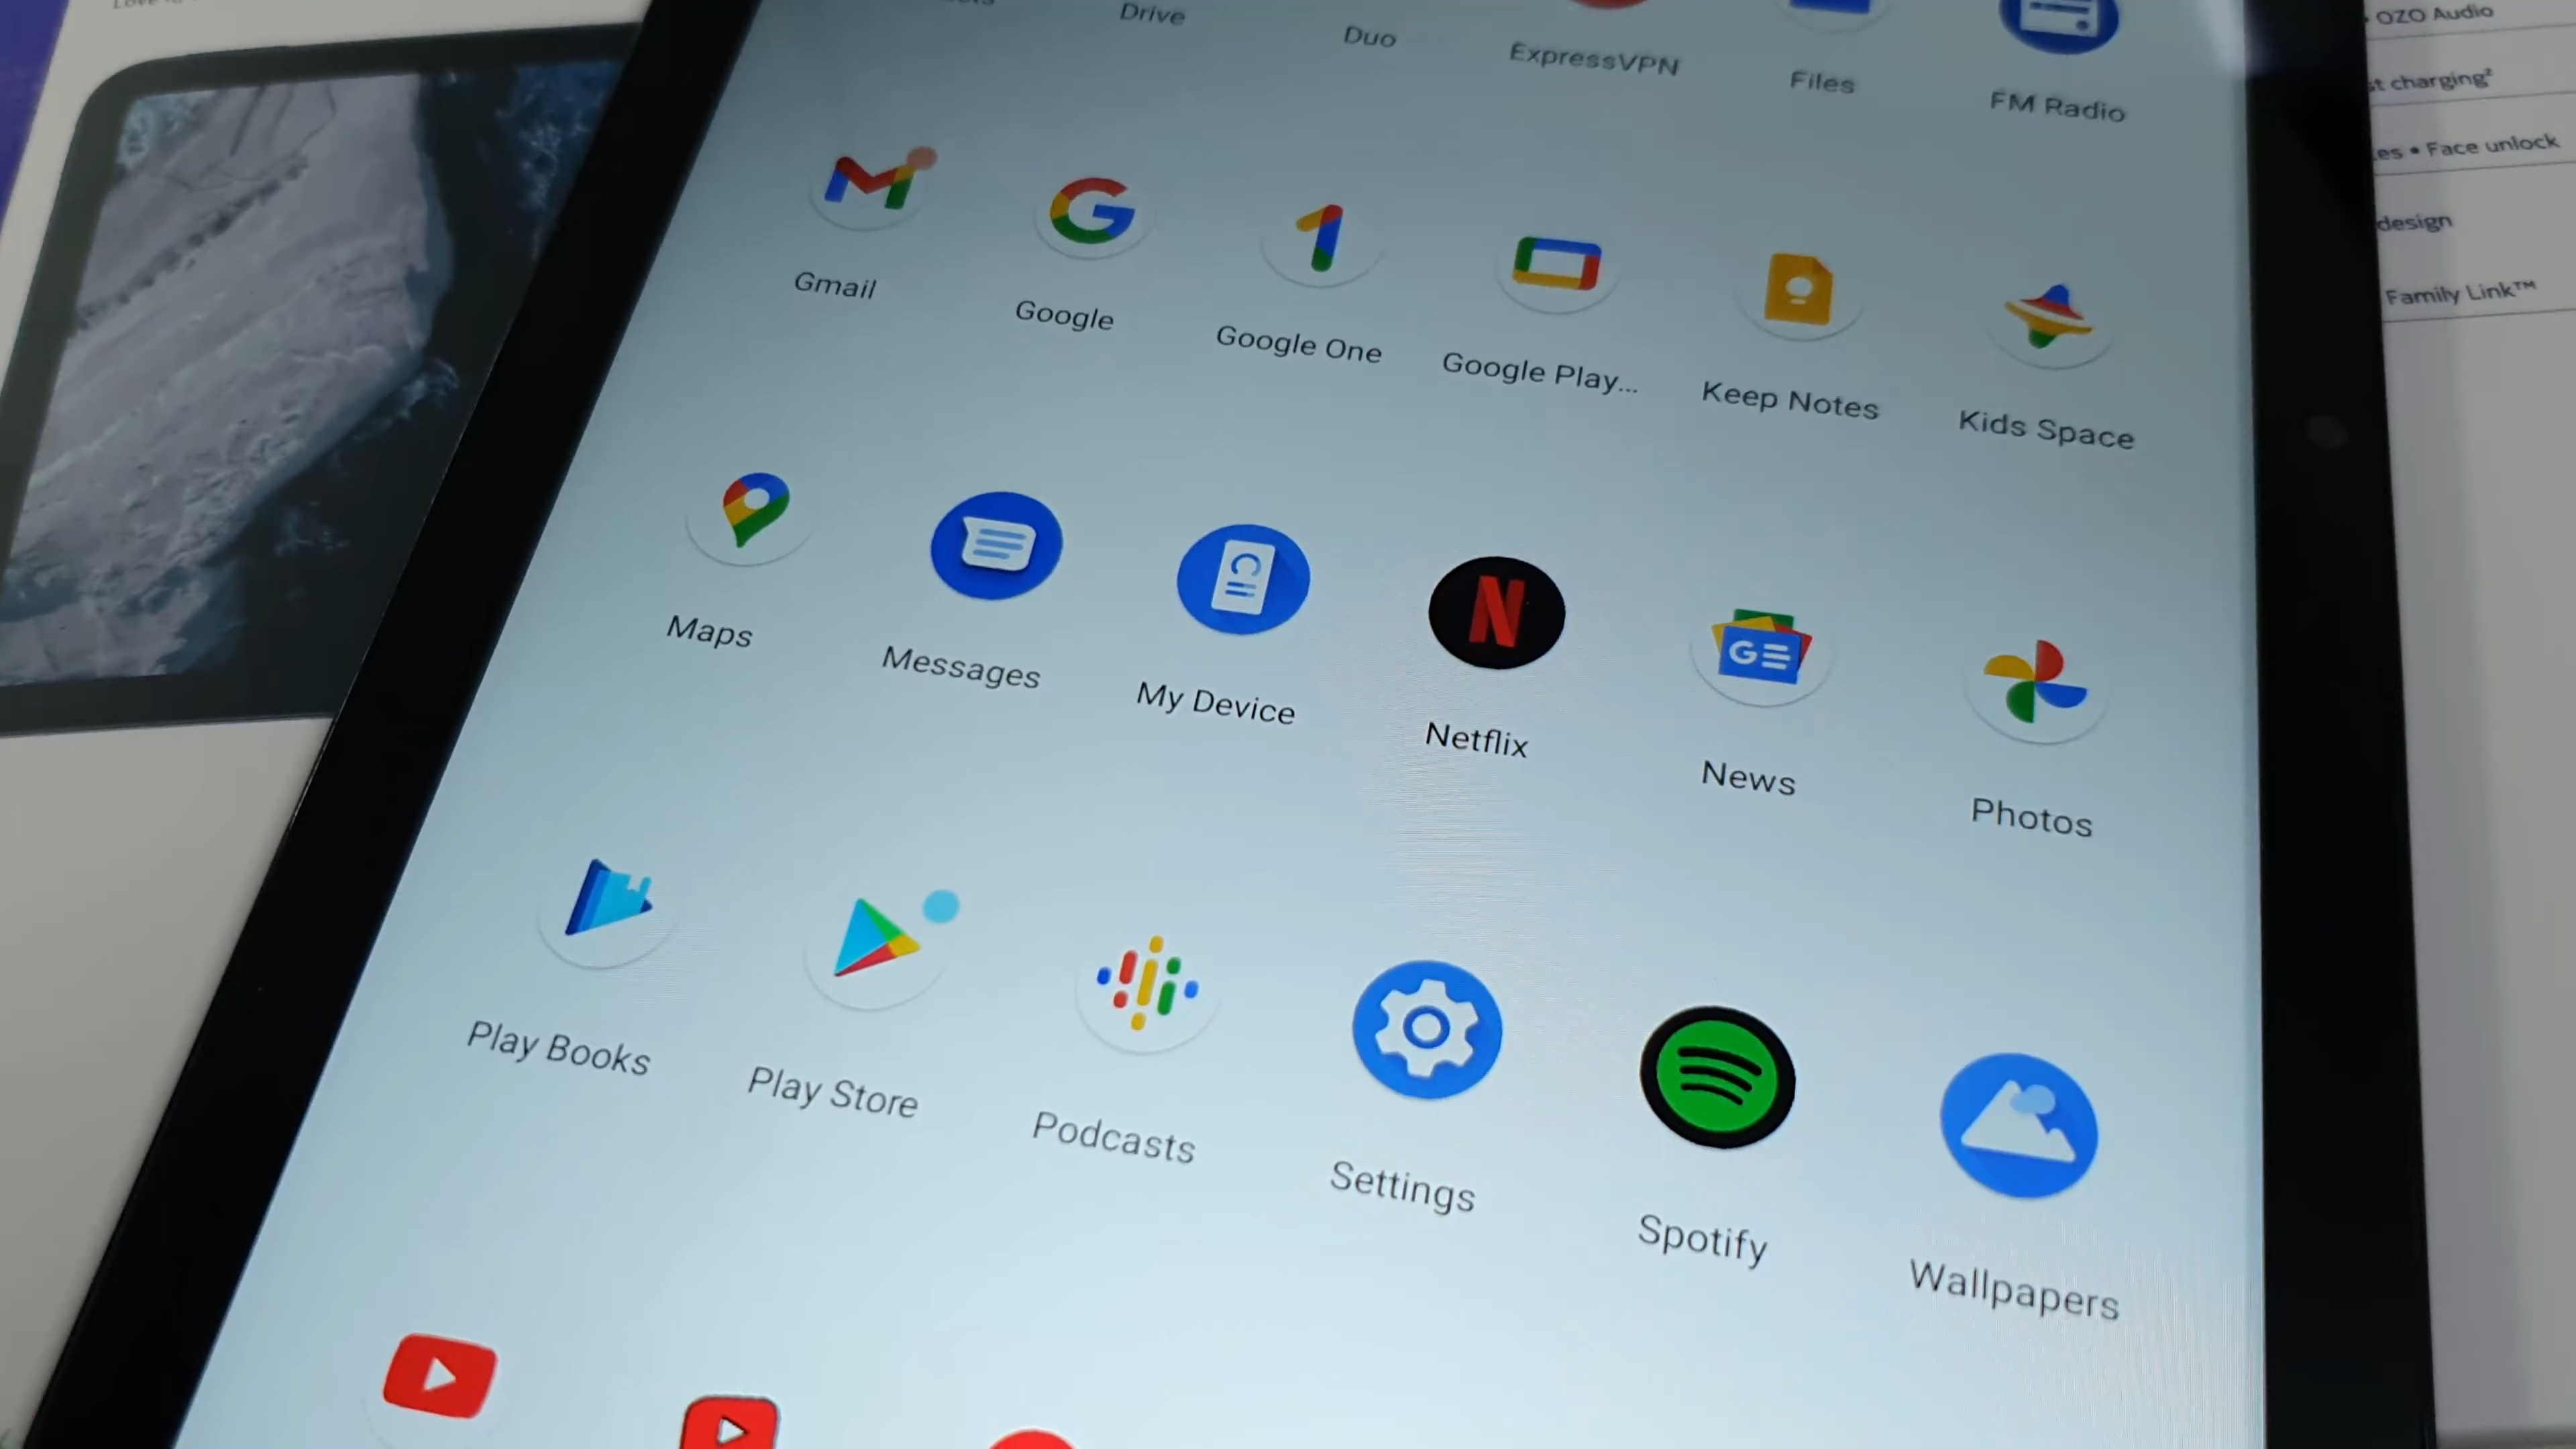 Drive
Duo
ExpressVPN
Files
FM Radio
Gmail
Google
Google One
Google Play...
Keep Notes
Kids Space
Maps
Messages
My Device
Netflix
News
Photos
Play Books
Play Store
Podcasts
Settings
Spotify
Wallpapers
OZO Audio
charging²
• Face unlock
design
Family Link™